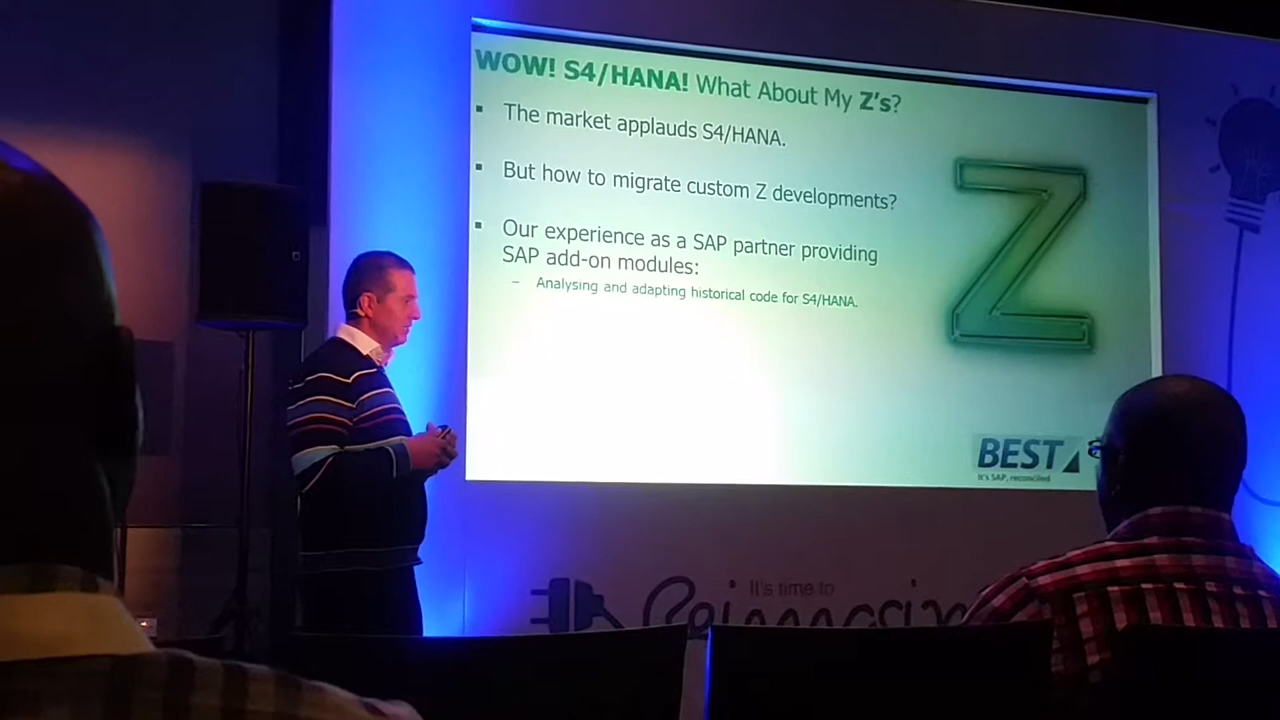 WOW! S4/HANA! What About My Z's?
▪ The market applauds S4/HANA.
▪ But how to migrate custom Z developments?
▪ Our experience as a SAP partner providing
SAP add-on modules:
– Analysing and adapting historical code for S4/HANA.
Z
BEST
It's SAP, reconciled
It's time to